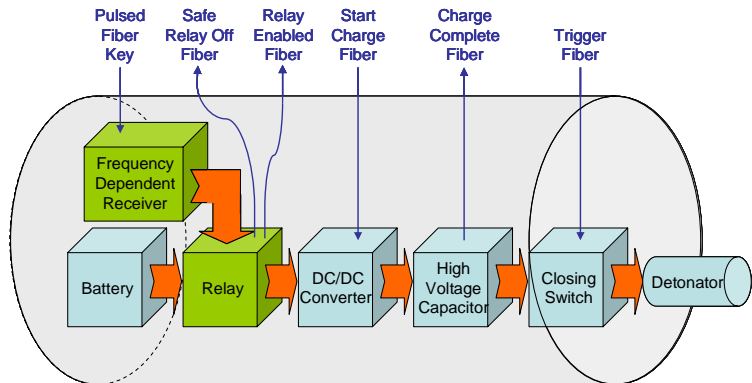 Pulsed
Fiber
Key
Safe
Relay Off
Fiber
Relay
Enabled
Fiber
Start
Charge
Fiber
Charge
Complete
Fiber
Trigger
Fiber
Frequency
Dependent
Receiver
Battery
Relay
DC/DC
Converter
High
Voltage
Capacitor
Closing
Switch
Detonator